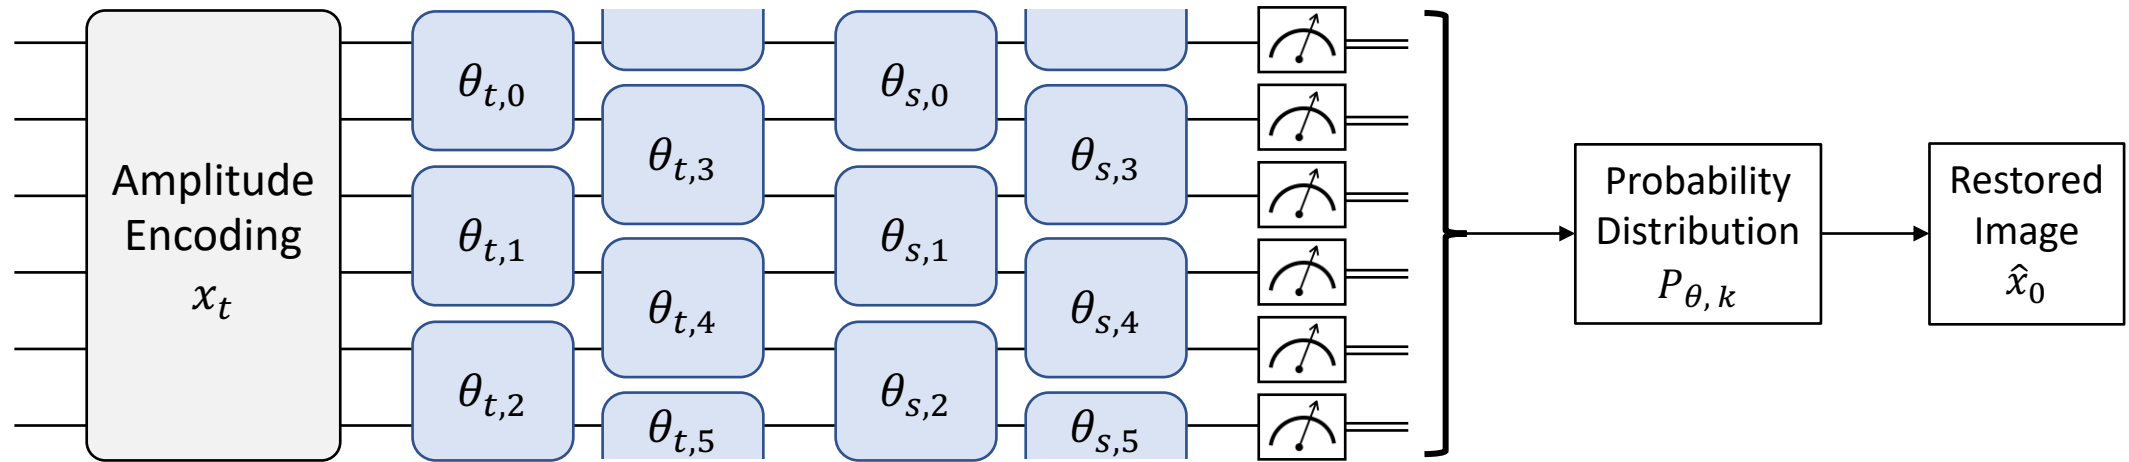 Amplitude
Encoding
x_t
θ_{t,0}
θ_{t,1}
θ_{t,2}
θ_{t,3}
θ_{t,4}
θ_{t,5}
θ_{s,0}
θ_{s,1}
θ_{s,2}
θ_{s,3}
θ_{s,4}
θ_{s,5}
Probability
Distribution
P_{θ,k}
Restored
Image
x̂_0